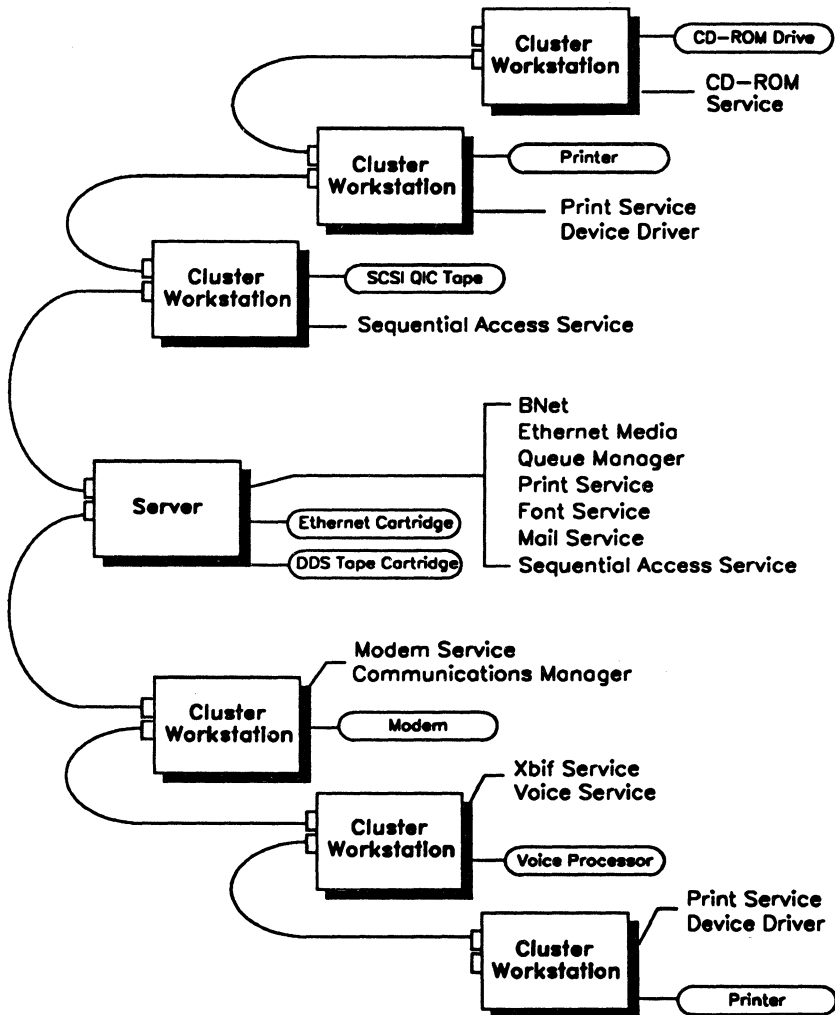 Cluster
Workstation
CD-ROM Drive
CD-ROM
Service
Cluster
Workstation
Printer
Print Service
Device Driver
Cluster
Workstation
SCSI QIC Tape
Sequential Access Service
Server
BNet
Ethernet Media
Queue Manager
Print Service
Font Service
Mail Service
Sequential Access Service
Ethernet Cartridge
DDS Tape Cartridge
Modem Service
Communications Manager
Cluster
Workstation
Modem
Xbif Service
Voice Service
Cluster
Workstation
Voice Processor
Print Service
Device Driver
Cluster
Workstation
Printer